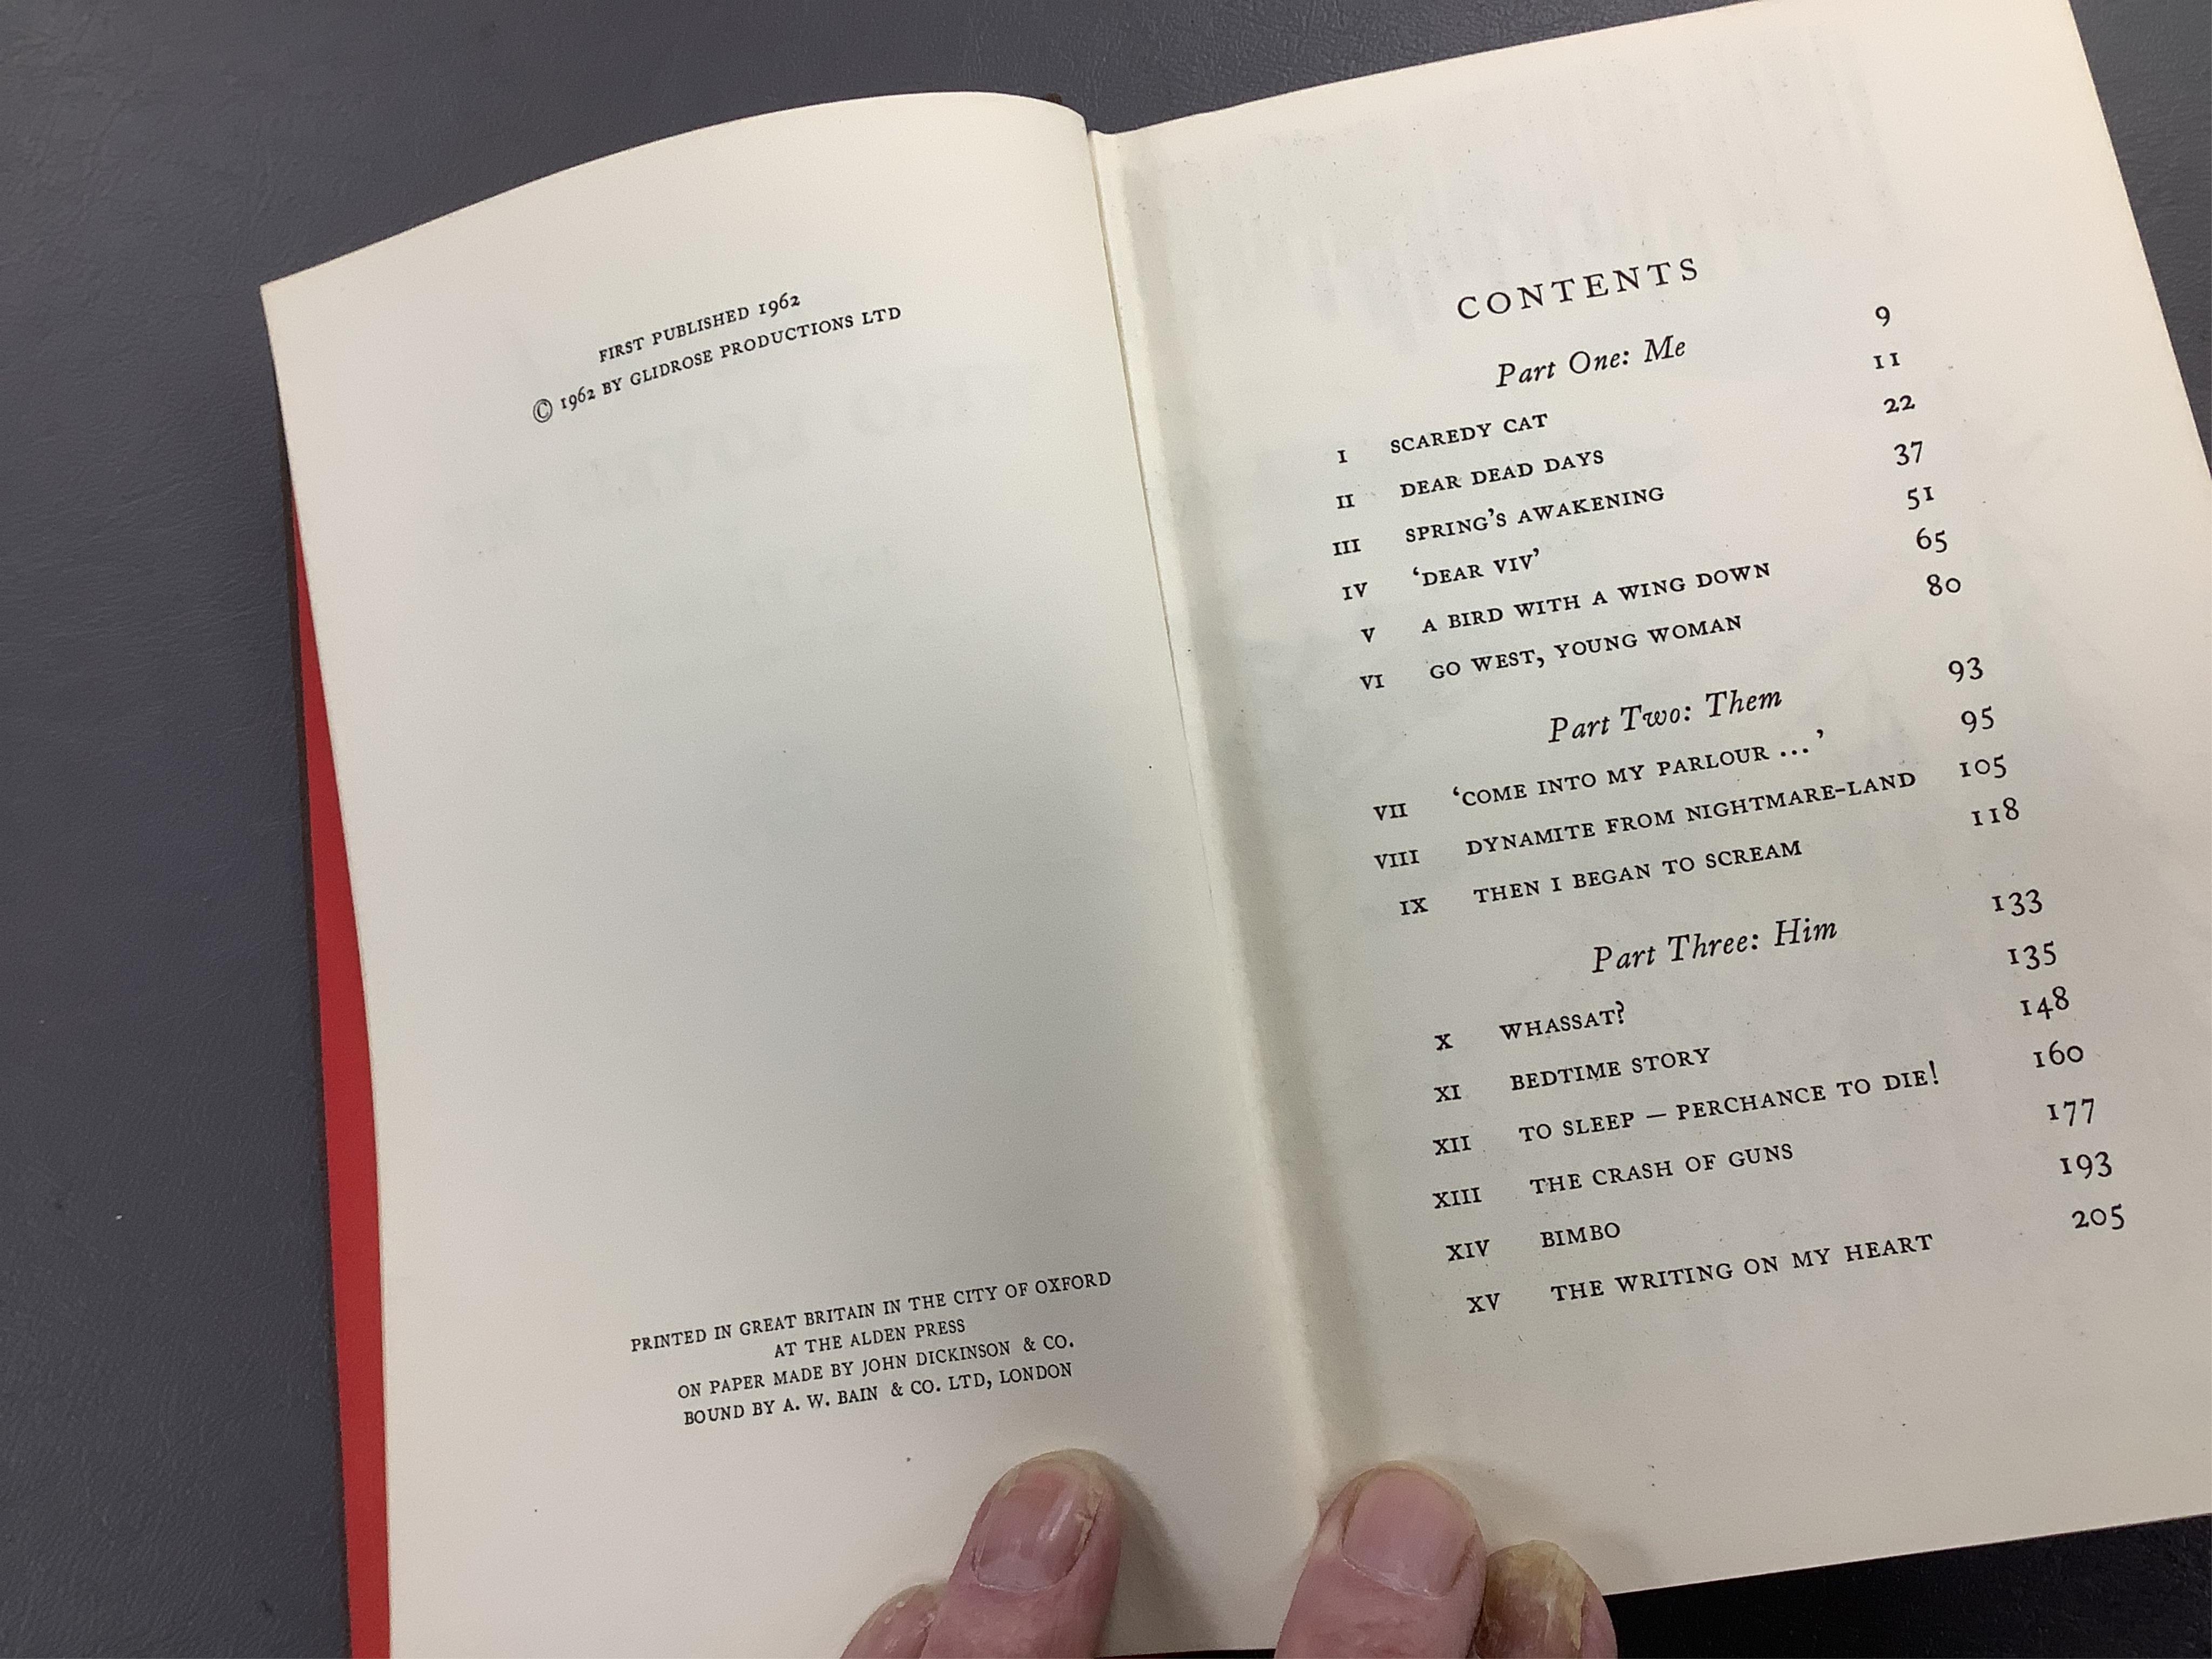 FIRST PUBLISHED 1962
© 1962 BY GLIDROSE PRODUCTIONS LTD
PRINTED IN GREAT BRITAIN IN THE CITY OF OXFORD
AT THE ALDEN PRESS
ON PAPER MADE BY JOHN DICKINSON & CO.
BOUND BY A. W. BAIN & CO. LTD, LONDON
CONTENTS
Part One: Me 9
I SCAREDY CAT 11
II DEAR DEAD DAYS 22
III SPRING’S AWAKENING 37
IV ‘DEAR VIV’ 51
V A BIRD WITH A WING DOWN 65
VI GO WEST, YOUNG WOMAN 80
Part Two: Them 93
VII ‘COME INTO MY PARLOUR ...’ 95
VIII DYNAMITE FROM NIGHTMARE-LAND 105
IX THEN I BEGAN TO SCREAM 118
Part Three: Him 133
X WHASSAT? 135
XI BEDTIME STORY 148
XII TO SLEEP — PERCHANCE TO DIE! 160
XIII THE CRASH OF GUNS 177
XIV BIMBO 193
XV THE WRITING ON MY HEART 205